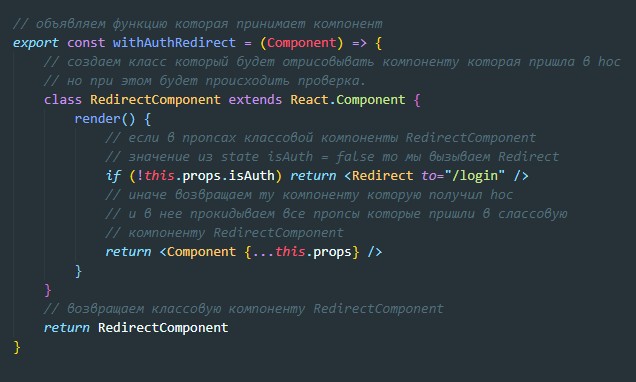 // объявляем функцию которая принимает компонент
export const withAuthRedirect = (Component) => {
// создаем класс который будет отрисовывать компоненту которая пришла в hoc
// но при этом будет происходить проверка.
class RedirectComponent extends React.Component {
render() {
// если в пропсах классовой компоненты RedirectComponent
// значение из state isAuth = false то мы вызываем Redirect
if (!this.props.isAuth) return <Redirect to="/login" />
// иначе возвращаем ту компоненту которую получил hoc
// и в нее прокидываем все пропсы которые пришли в слассовую
// компоненту RedirectComponent
return <Component {...this.props} />
}
}
// возвращаем классовую компоненту RedirectComponent
return RedirectComponent
}